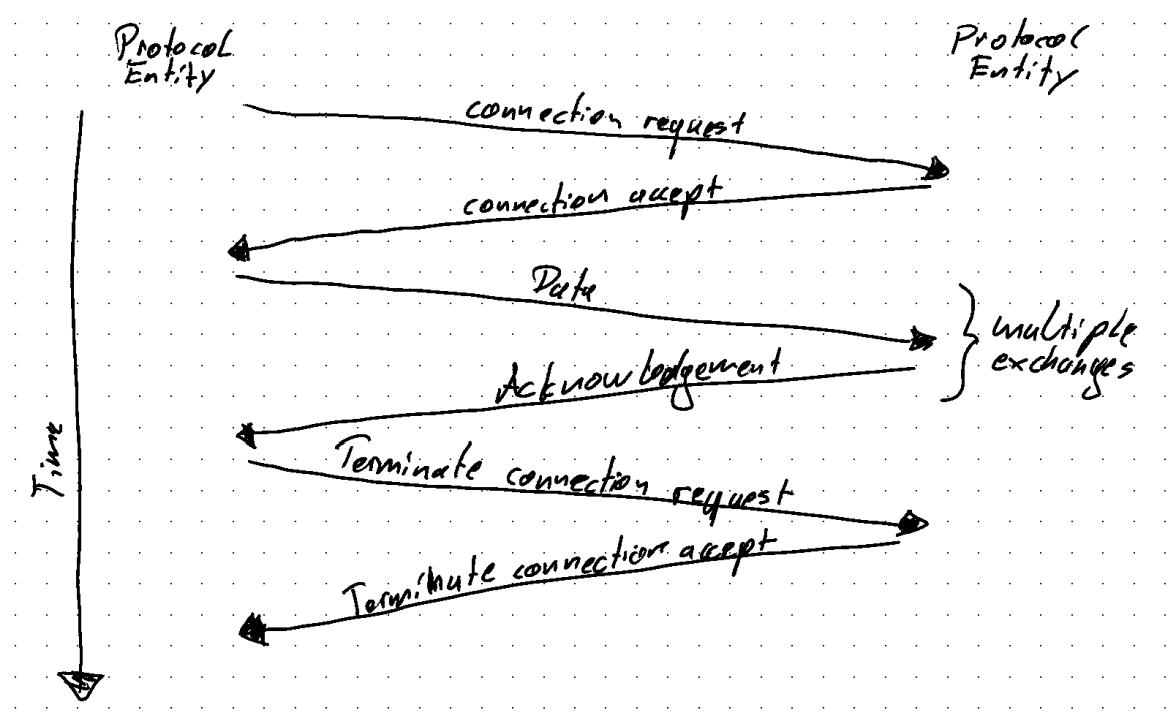 Protocol
Entity
Protocol
Entity
connection request
connection accept
Data
multiple
exchanges
Acknowledgement
Time
Terminate connection request
Terminate connection accept